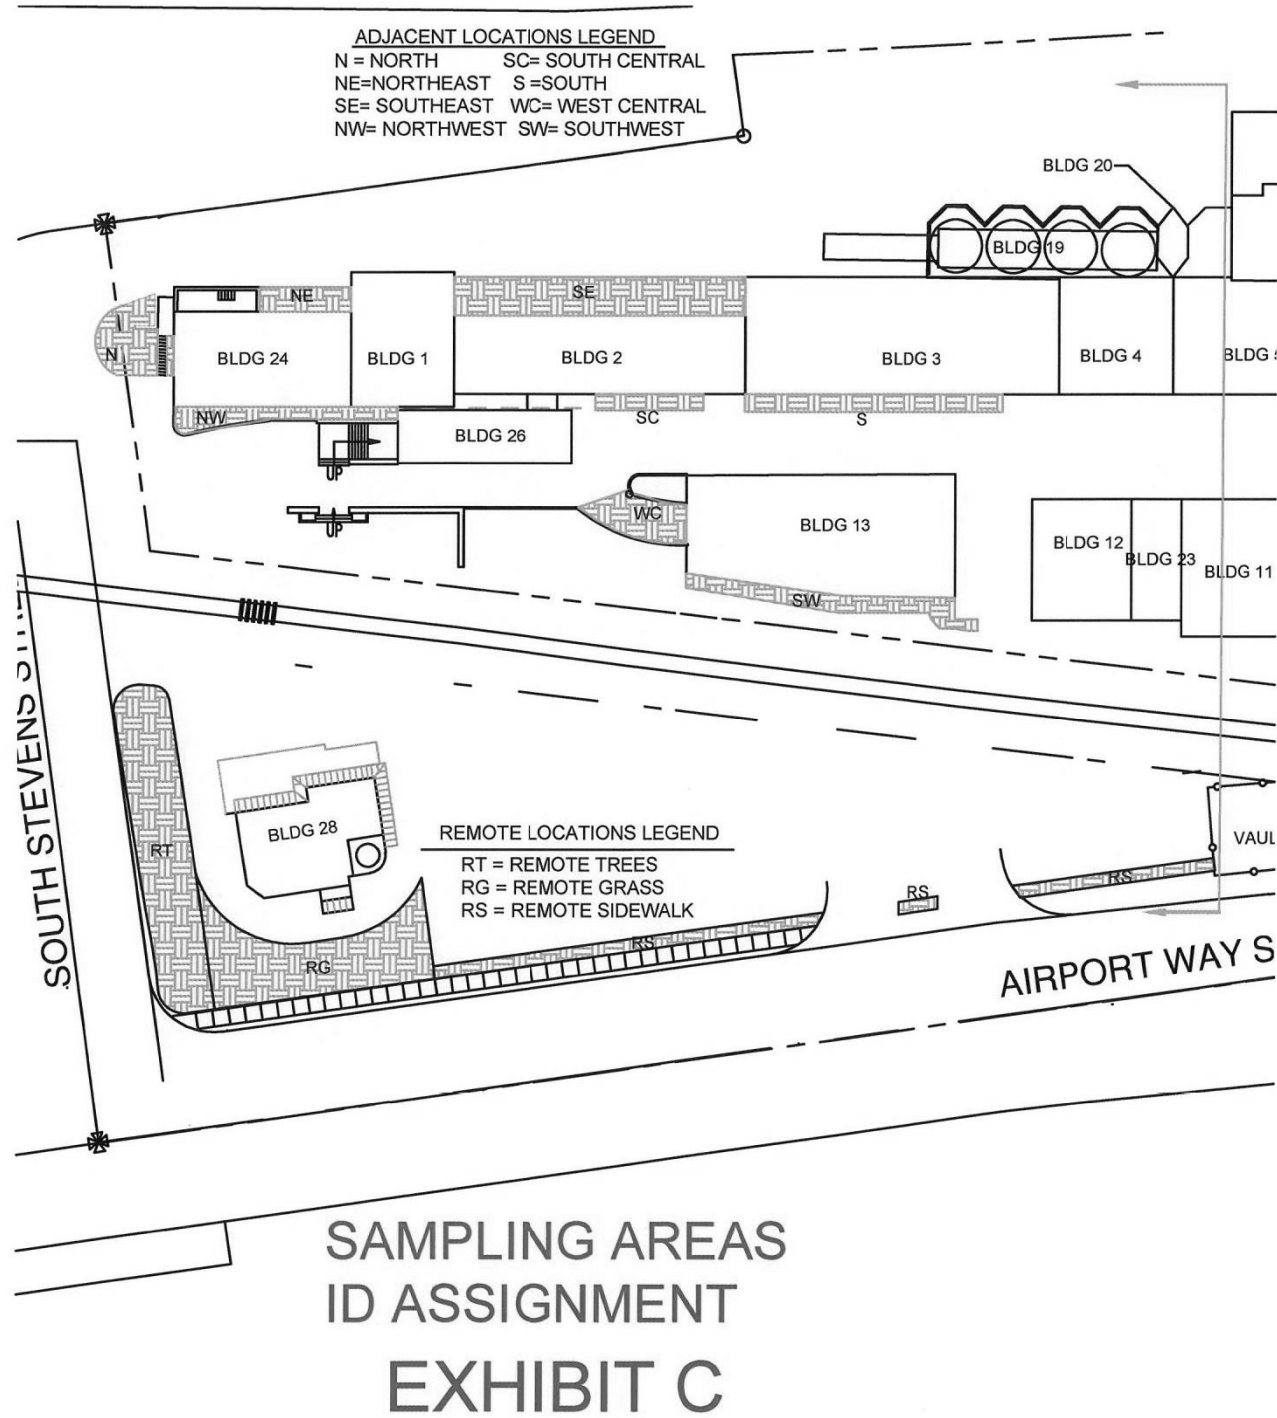 ADJACENT LOCATIONS LEGEND
N = NORTH SC= SOUTH CENTRAL
NE=NORTHEAST S =SOUTH
SE= SOUTHEAST WC= WEST CENTRAL
NW= NORTHWEST SW= SOUTHWEST
BLDG 20
BLDG 19
NE
SE
N
BLDG 24
BLDG 1
BLDG 2
BLDG 3
BLDG 4
BLDG
NW
SC
S
BLDG 26
UP
WC
UP
BLDG 13
BLDG 12
BLDG 23
BLDG 11
SW
SOUTH STEVENS
RT
BLDG 28
REMOTE LOCATIONS LEGEND
RT = REMOTE TREES
RG = REMOTE GRASS
RS = REMOTE SIDEWALK
VAUL
RS
RS
RS
RG
AIRPORT WAY S
SAMPLING AREAS
ID ASSIGNMENT
EXHIBIT C